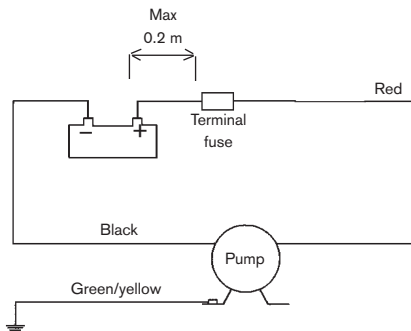 Max
0.2 m
Red
Terminal
fuse
− +
Black
Pump
Green/yellow